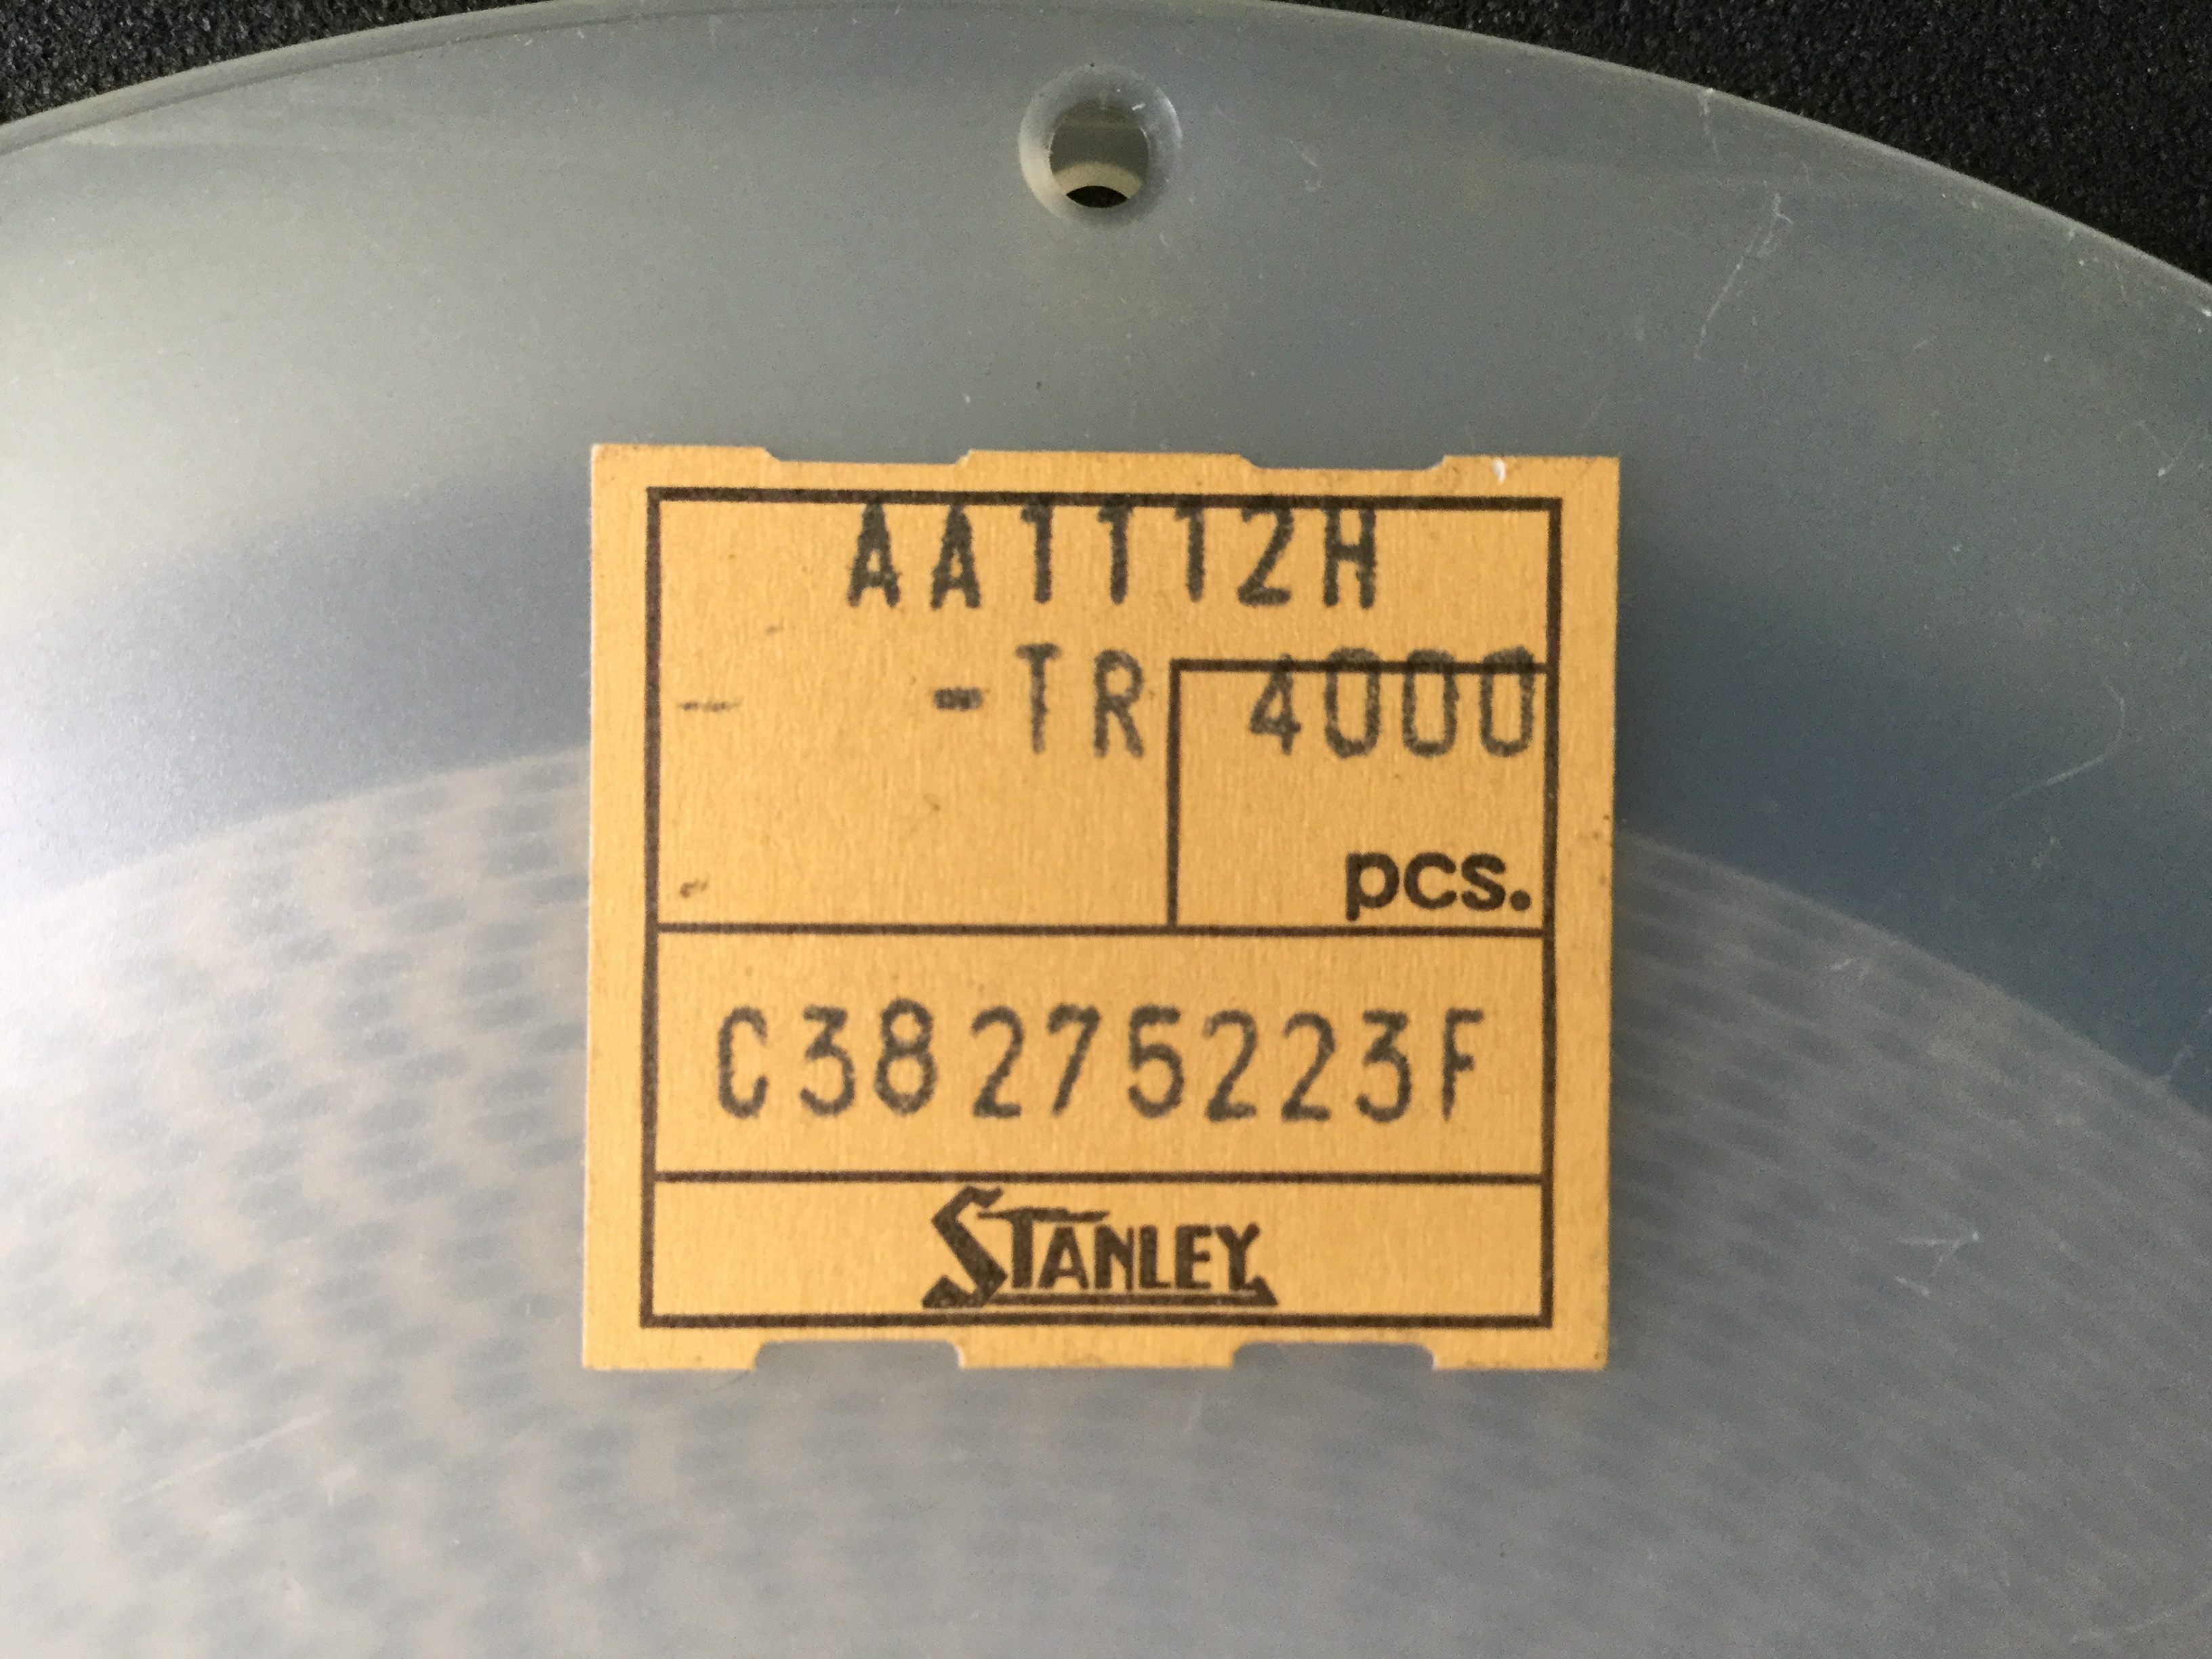 AA1112H
-TR 4000
pcs.
C38275223F
STANLEY